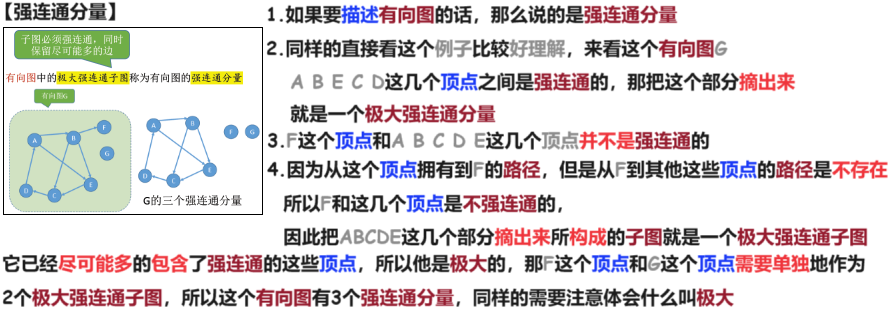 【强连通分量】
子图必须强连通，同时
保留尽可能多的边
有向图中的极大强连通子图称为有向图的强连通分量
有向图G
A
B
F
G
D
C
E
A
B
F
G
D
C
E
G的三个强连通分量
1.如果要描述有向图的话，那么说的是强连通分量
2.同样的直接看这个例子比较好理解，来看这个有向图G
A B E C D这几个顶点之间是强连通的，那把这个部分摘出来
就是一个极大强连通分量
3.F这个顶点和A B C D E这几个顶点并不是强连通的
4.因为从这个顶点拥有到F的路径，但是从F到其他这些顶点的路径是不存在
所以F和这几个顶点是不强连通的，
因此把ABCDE这几个部分摘出来所构成的子图就是一个极大强连通子图
它已经尽可能多的包含了强连通的这些顶点，所以他是极大的，那F这个顶点和G这个顶点需要单独地作为
2个极大强连通子图，所以这个有向图有3个强连通分量，同样的需要注意体会什么叫极大